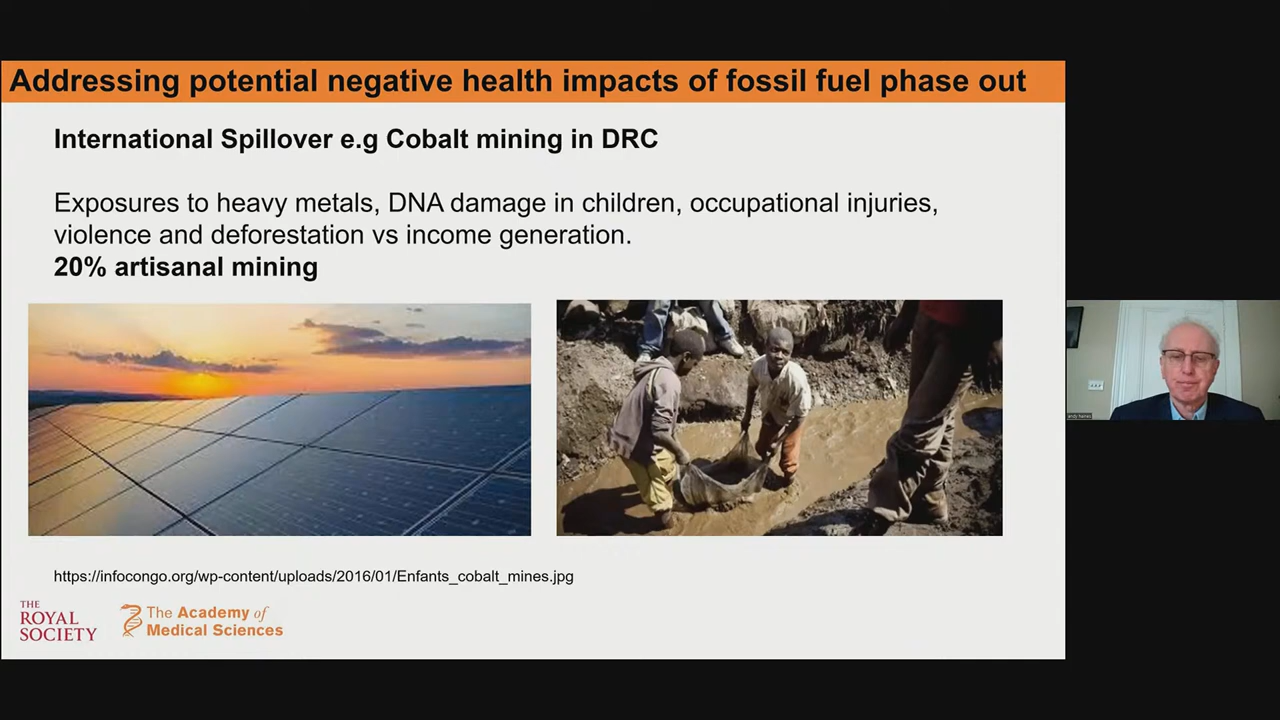 Addressing potential negative health impacts of fossil fuel phase out
International Spillover e.g Cobalt mining in DRC
Exposures to heavy metals, DNA damage in children, occupational injuries,
violence and deforestation vs income generation.
20% artisanal mining
https://infocongo.org/wp-content/uploads/2016/01/Enfants_cobalt_mines.jpg
THE
ROYAL
SOCIETY
The Academy of
Medical Sciences